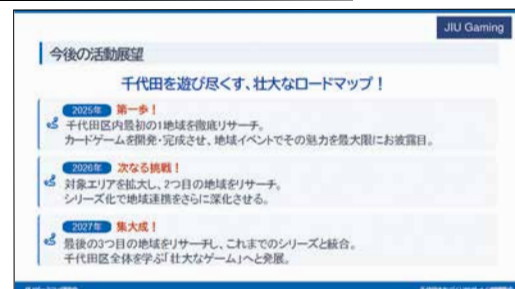 JIU Gaming
今後の活動展望
千代田を遊び尽くす、壮大なロードマップ！
2025年 第一歩！
千代田区内最初の1地域を徹底リサーチ。
カードゲームを開発・完成させ、地域イベントでその魅力を最大限にお披露目。
2026年 次なる挑戦！
対象エリアを拡大し、2つ目の地域をリサーチ。
シリーズ化で地域連携をさらに深化させる。
2027年 集大成！
最後の3つ目の地域をリサーチし、これまでのシリーズと統合。
千代田区全体を学ぶ「壮大なゲーム」へと発展。